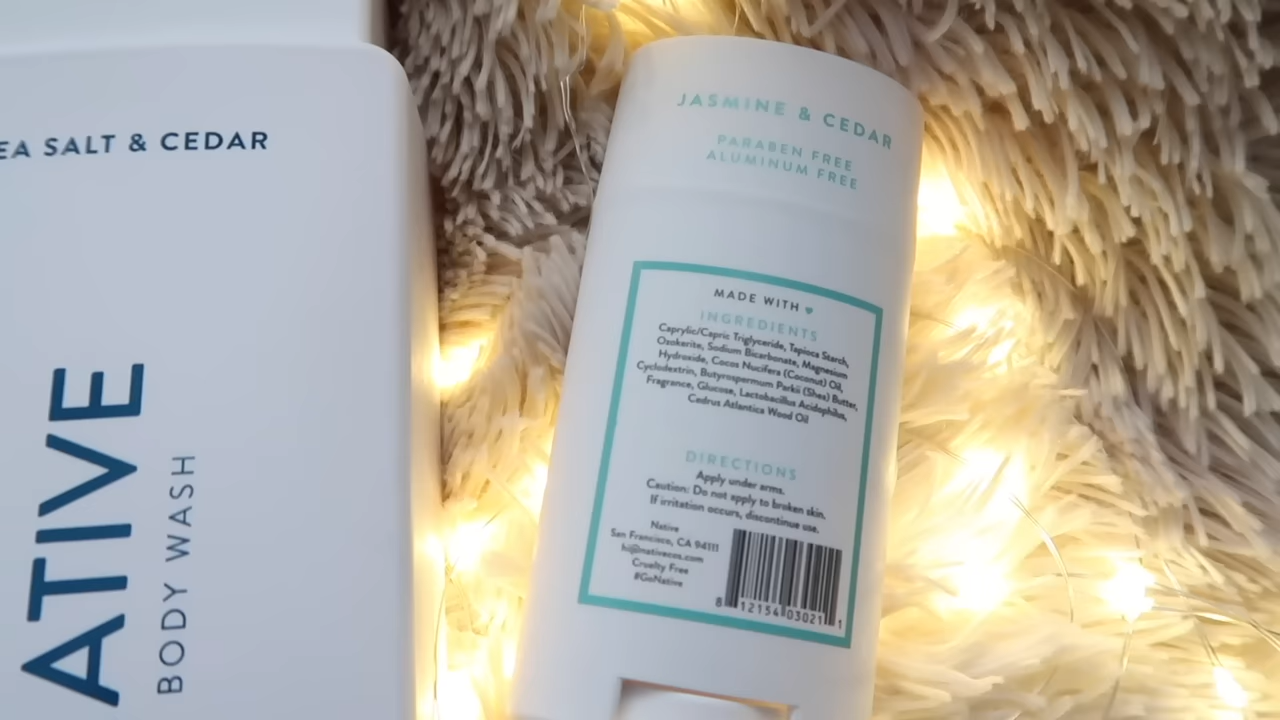 EA SALT & CEDAR
ATIVE
BODY WASH
JASMINE & CEDAR
PARABEN FREE
ALUMINUM FREE
MADE WITH
INGREDIENTS
Caprylic/Capric Triglyceride, Tapioca Starch,
Ozokerite, Sodium Bicarbonate, Magnesium
Hydroxide, Cocos Nucifera (Coconut) Oil,
Cyclodextrin, Butyrospermum Parkii (Shea) Butter,
Fragrance, Glucose, Lactobacillus Acidophilus,
Cedrus Atlantica Wood Oil
DIRECTIONS
Apply under arms.
Caution: Do not apply to broken skin.
If irritation occurs, discontinue use.
Native
San Francisco, CA 94111
hi@nativecos.com
Cruelty Free
#GoNative
8 12154 03021 1